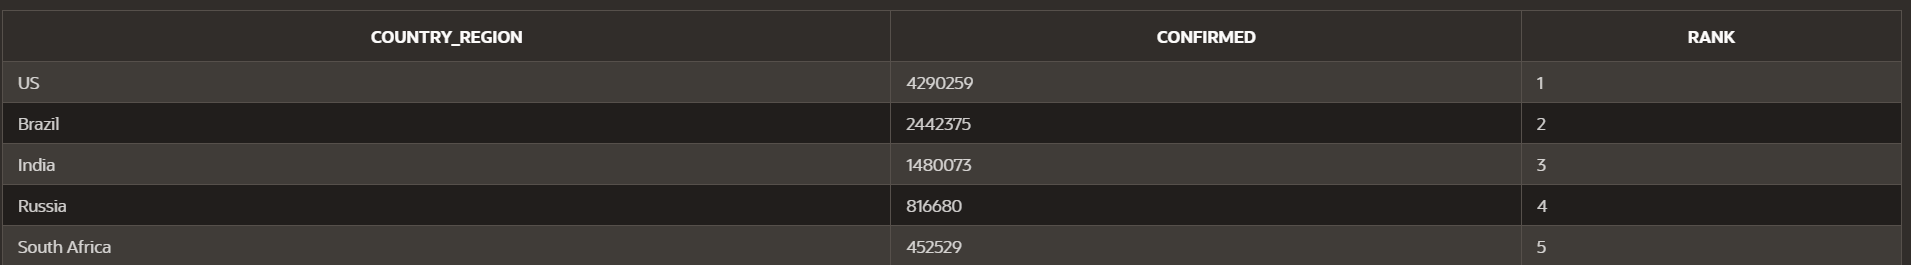 COUNTRY_REGION CONFIRMED RANK
US 4290259 1
Brazil 2442375 2
India 1480073 3
Russia 816680 4
South Africa 452529 5